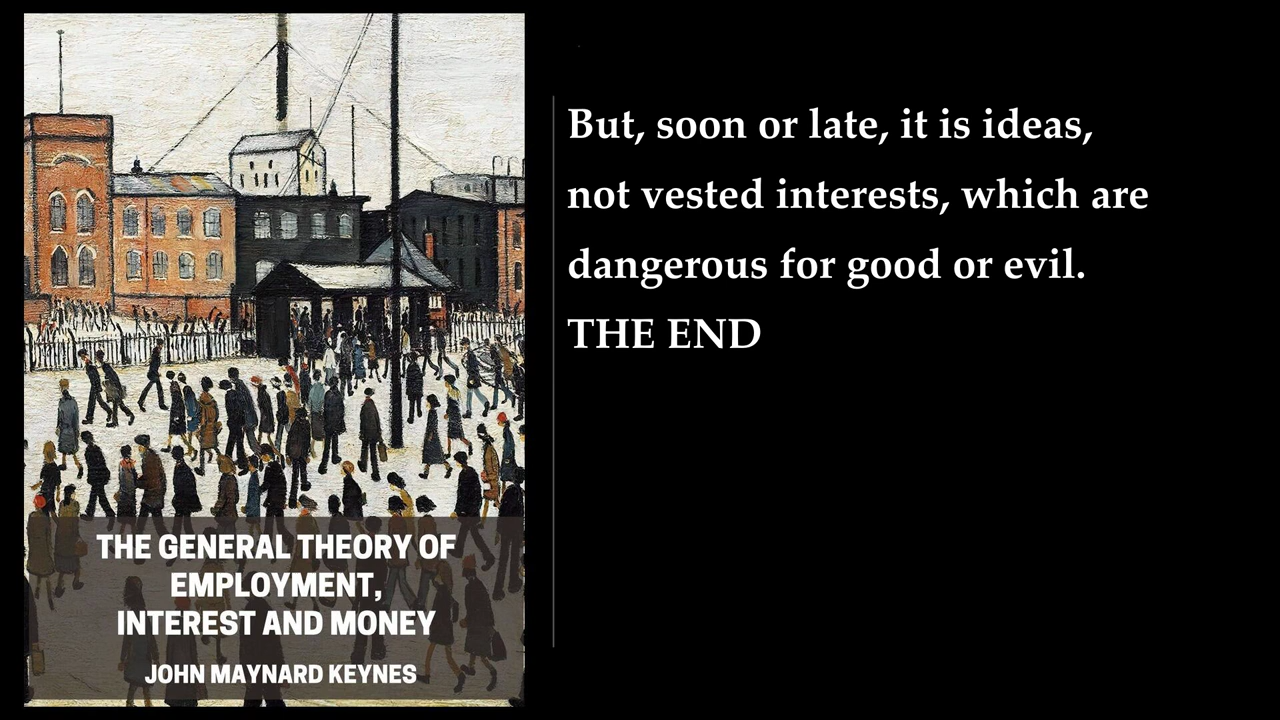 But, soon or late, it is ideas,
not vested interests, which are
dangerous for good or evil.
THE END
THE GENERAL THEORY OF
EMPLOYMENT,
INTEREST AND MONEY
JOHN MAYNARD KEYNES